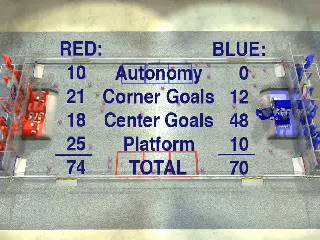 RED: BLUE:
10 Autonomy 0
21 Corner Goals 12
18 Center Goals 48
25 Platform 10
74 TOTAL 70